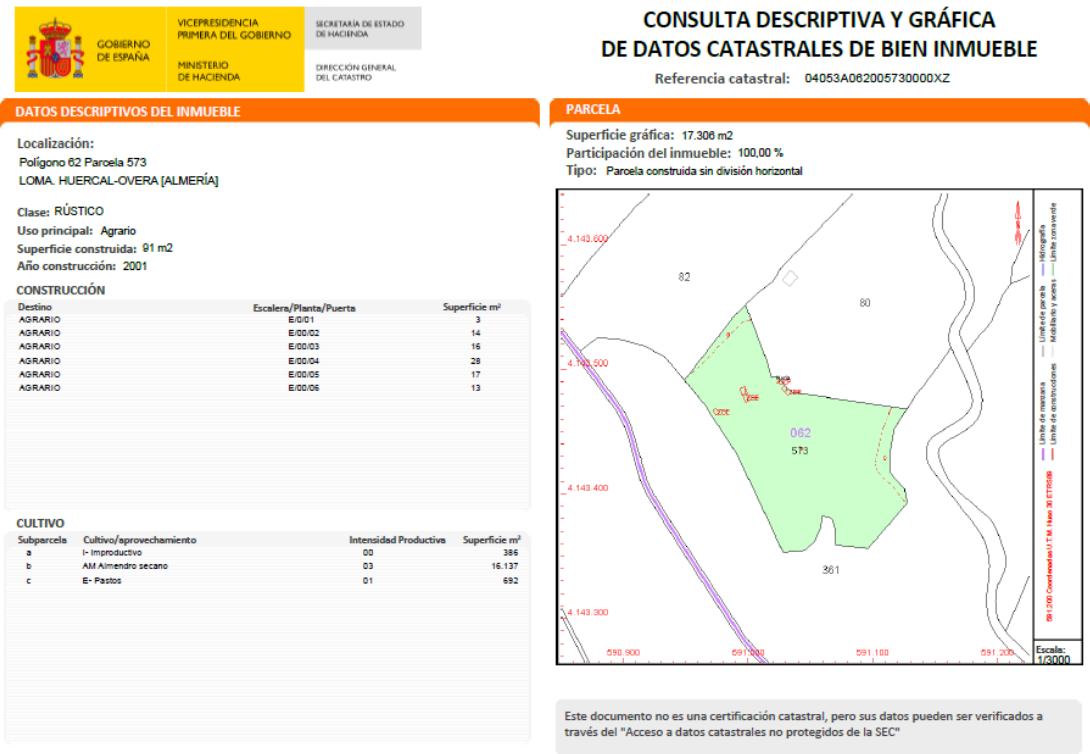 GOBIERNO
DE ESPAÑA
VICEPRESIDENCIA
PRIMERA DEL GOBIERNO
MINISTERIO
DE HACIENDA
SECRETARÍA DE ESTADO
DE HACIENDA
DIRECCIÓN GENERAL
DEL CATASTRO
CONSULTA DESCRIPTIVA Y GRÁFICA
DE DATOS CATASTRALES DE BIEN INMUEBLE
Referencia catastral: 04053A062005730000XZ
DATOS DESCRIPTIVOS DEL INMUEBLE
Localización:
Polígono 62 Parcela 573
LOMA. HUERCAL-OVERA [ALMERÍA]
Clase: RÚSTICO
Uso principal: Agrario
Superficie construida: 91 m2
Año construcción: 2001
CONSTRUCCIÓN
Destino Escalera/Planta/Puerta Superficie m²
AGRARIO E/0/01 3
AGRARIO E/00/02 14
AGRARIO E/00/03 16
AGRARIO E/00/04 28
AGRARIO E/00/05 17
AGRARIO E/00/06 13
CULTIVO
Subparcela Cultivo/aprovechamiento Intensidad Productiva Superficie m²
a I- Improductivo 00 386
b AM Almendro secano 03 16.137
c E- Pastos 01 692
PARCELA
Superficie gráfica: 17.306 m2
Participación del inmueble: 100,00 %
Tipo: Parcela construida sin división horizontal
4.143.600
82
80
4.143.500
062
573
4.143.400
361
4.143.300
590.900
591.000
591.100
591.200
Límite de manzana
Límite de parcela
Hidrografía
Límite de construcciones
Mobiliario y aceras
Límite zona verde
591.200 Coordenadas U.T.M. Huso 30 ETRS89
Escala:
1/3000
Este documento no es una certificación catastral, pero sus datos pueden ser verificados a
través del "Acceso a datos catastrales no protegidos de la SEC"